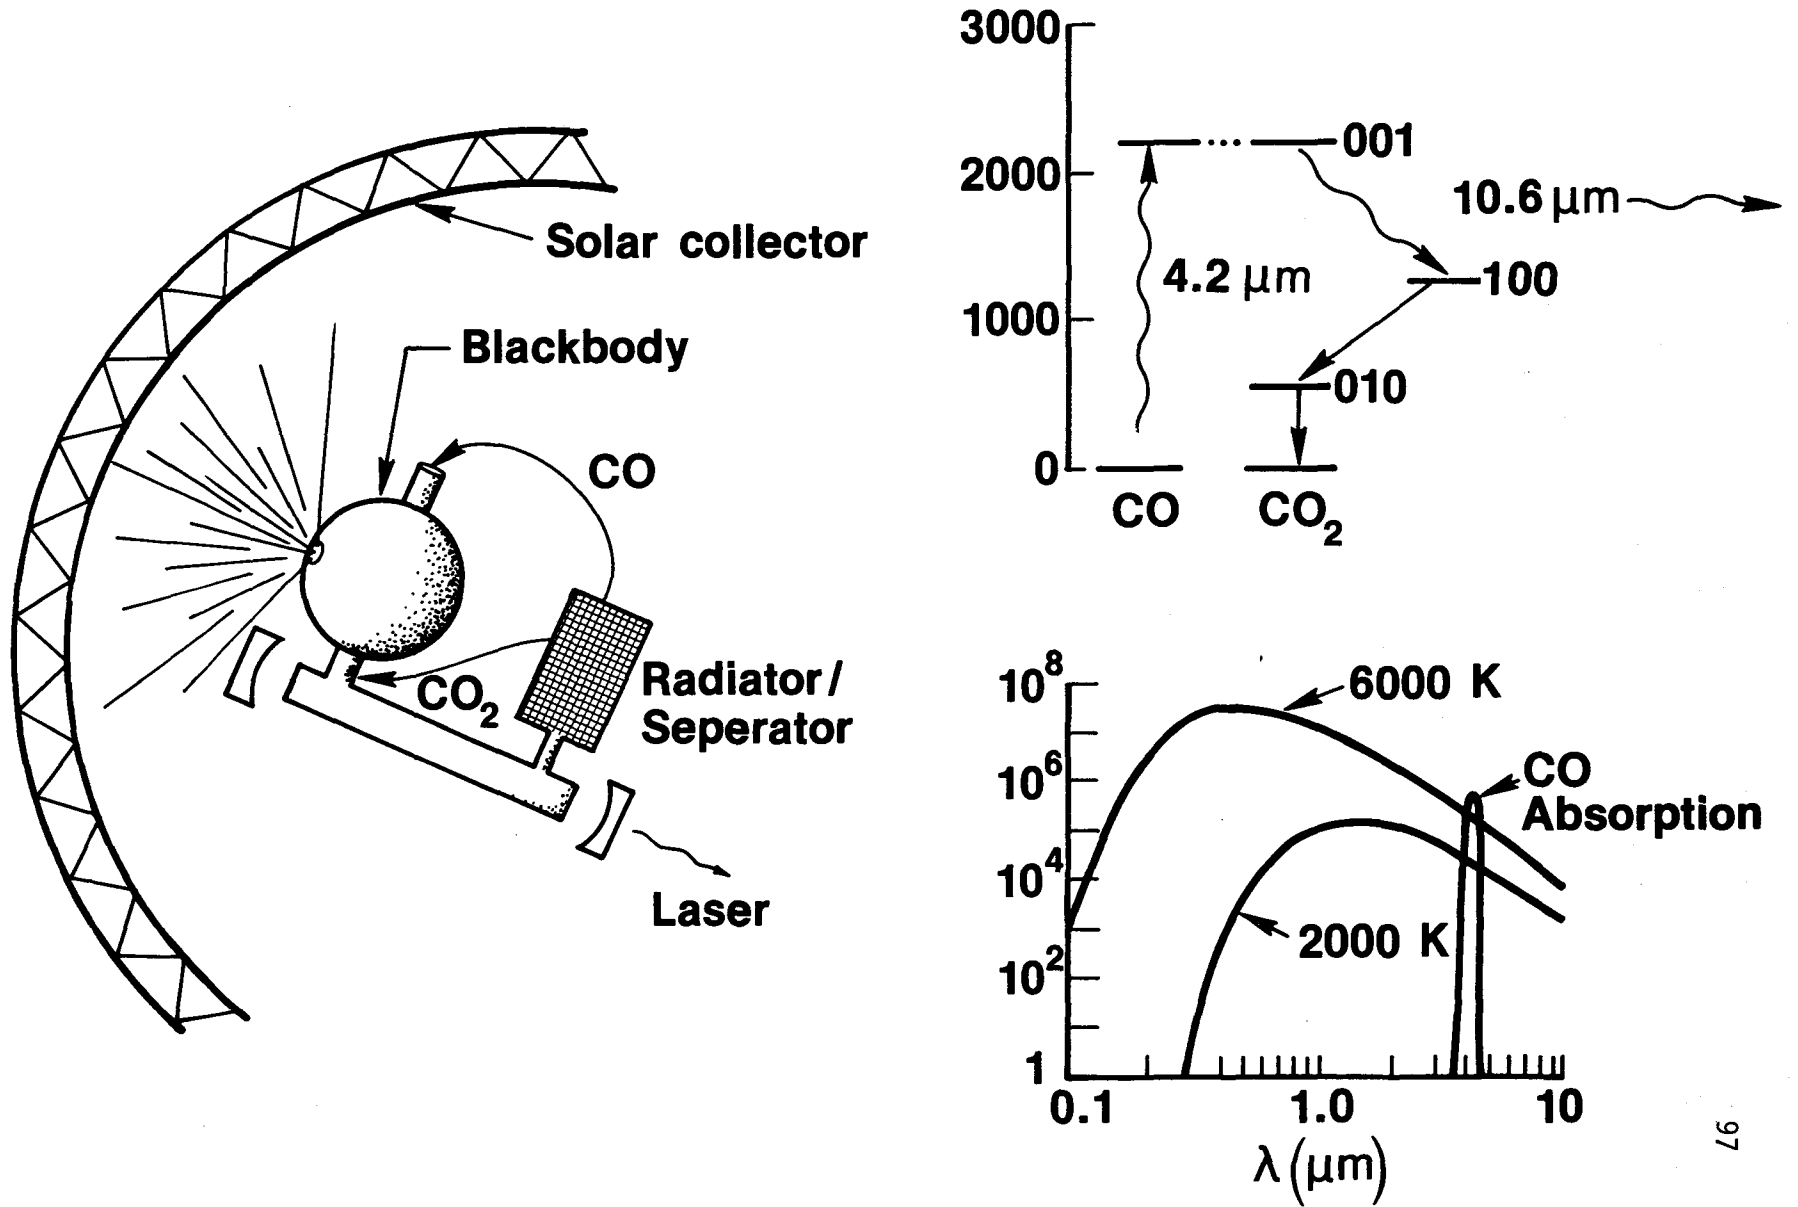 Solar collector
Blackbody
CO
CO2
Radiator/
Seperator
Laser
3000
2000
1000
0
001
10.6 μm
4.2 μm
100
010
CO
CO2
10^8
10^6
10^4
10^2
1
6000 K
CO
Absorption
2000 K
0.1
1.0
10
λ (μm)
97